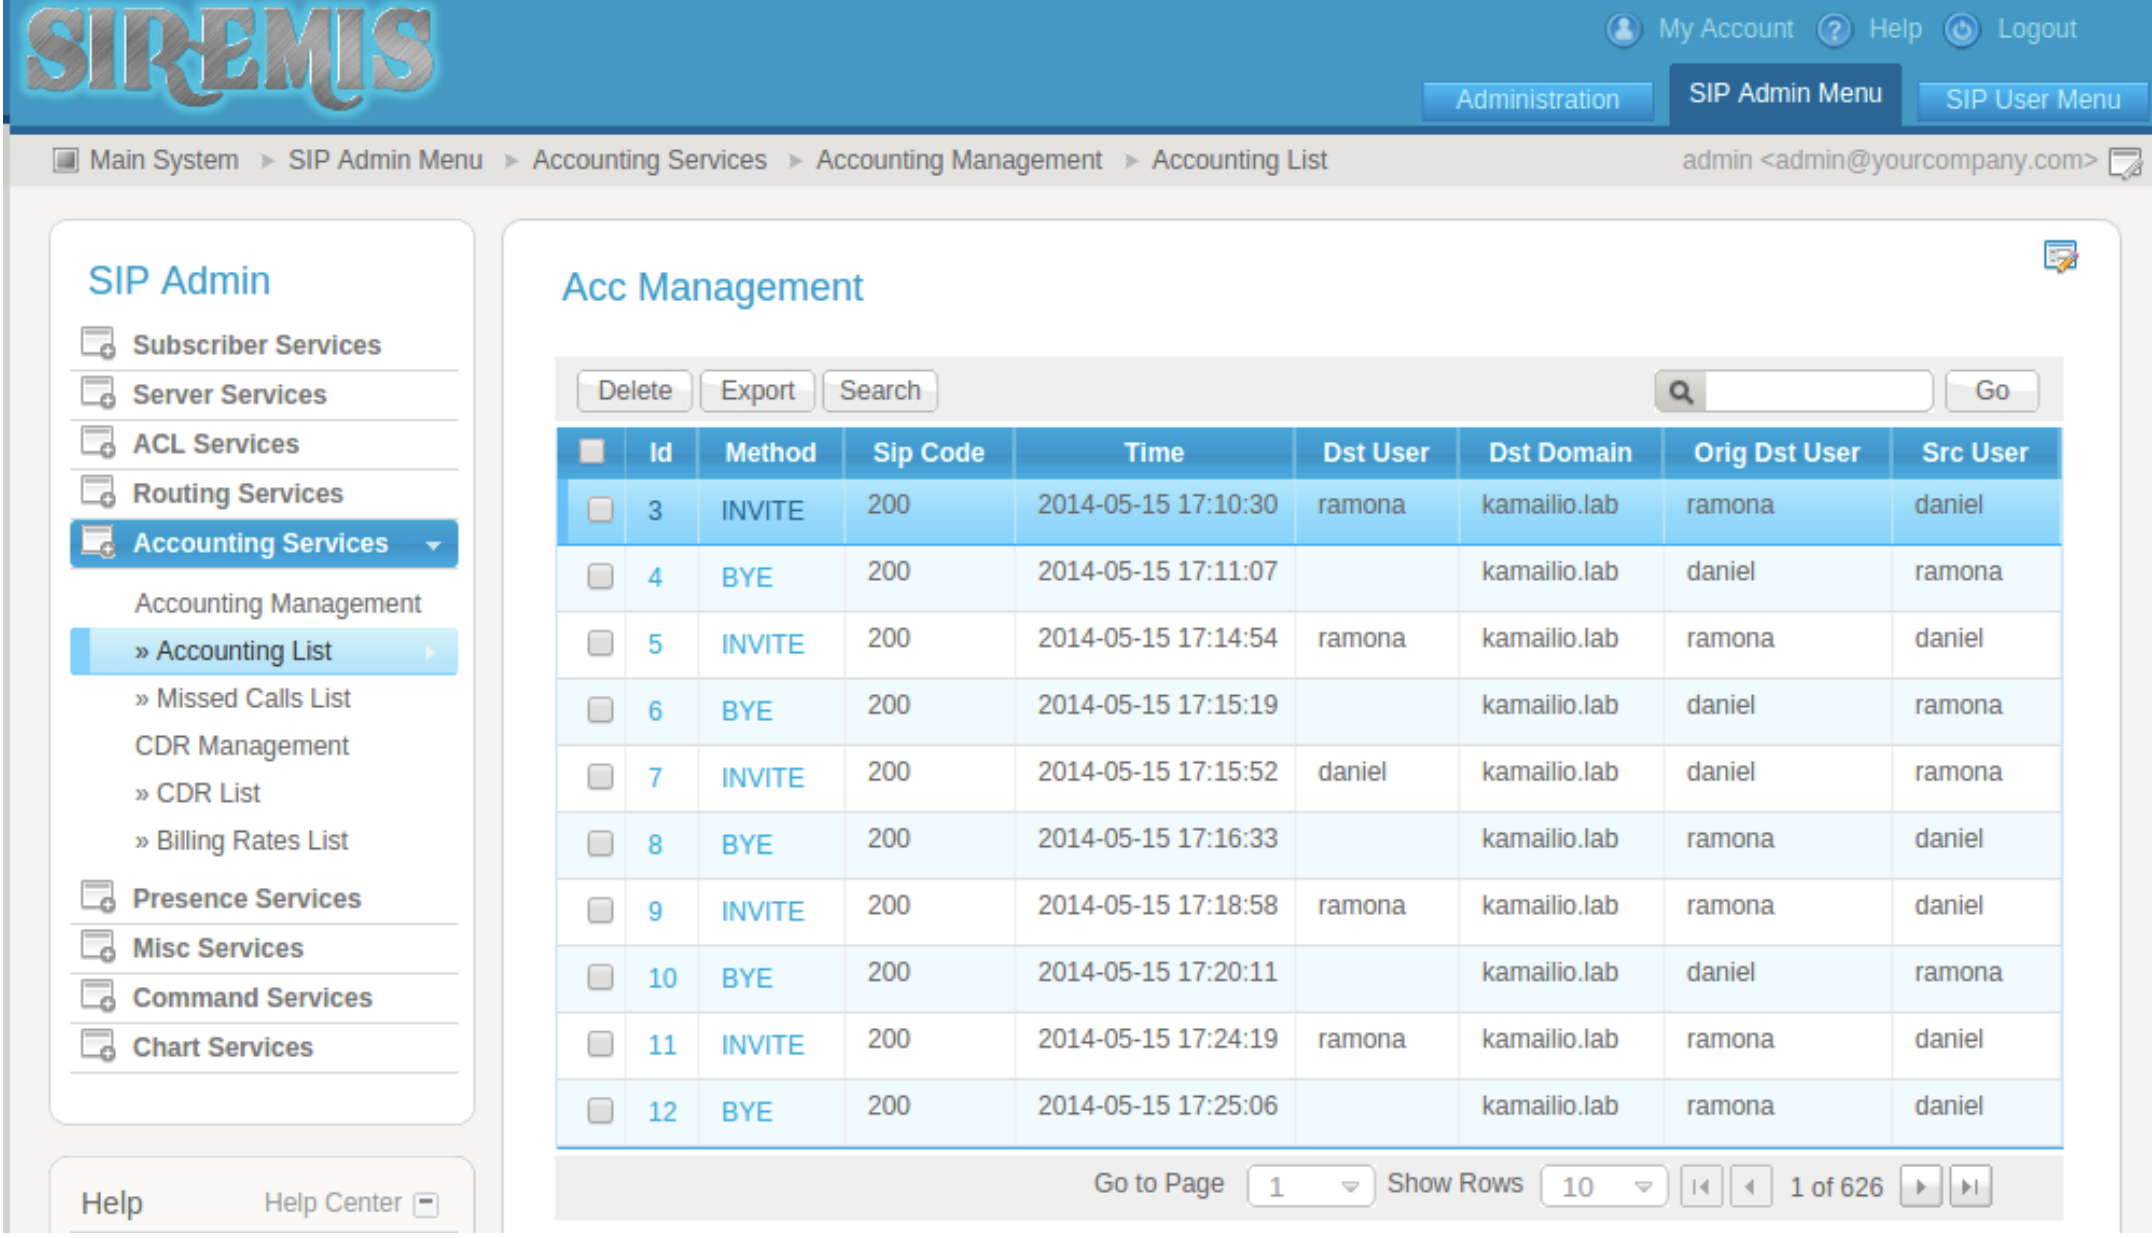 SIREMIS
My Account Help Logout
Administration SIP Admin Menu SIP User Menu
Main System SIP Admin Menu Accounting Services Accounting Management Accounting List admin <admin@yourcompany.com>
SIP Admin
Subscriber Services
Server Services
ACL Services
Routing Services
Accounting Services
Accounting Management
» Accounting List
» Missed Calls List
CDR Management
» CDR List
» Billing Rates List
Presence Services
Misc Services
Command Services
Chart Services
Help Help Center
Acc Management
Delete Export Search Go
Id Method Sip Code Time Dst User Dst Domain Orig Dst User Src User
3 INVITE 200 2014-05-15 17:10:30 ramona kamailio.lab ramona daniel
4 BYE 200 2014-05-15 17:11:07 kamailio.lab daniel ramona
5 INVITE 200 2014-05-15 17:14:54 ramona kamailio.lab ramona daniel
6 BYE 200 2014-05-15 17:15:19 kamailio.lab daniel ramona
7 INVITE 200 2014-05-15 17:15:52 daniel kamailio.lab daniel ramona
8 BYE 200 2014-05-15 17:16:33 kamailio.lab ramona daniel
9 INVITE 200 2014-05-15 17:18:58 ramona kamailio.lab ramona daniel
10 BYE 200 2014-05-15 17:20:11 kamailio.lab daniel ramona
11 INVITE 200 2014-05-15 17:24:19 ramona kamailio.lab ramona daniel
12 BYE 200 2014-05-15 17:25:06 kamailio.lab ramona daniel
Go to Page 1 Show Rows 10 1 of 626